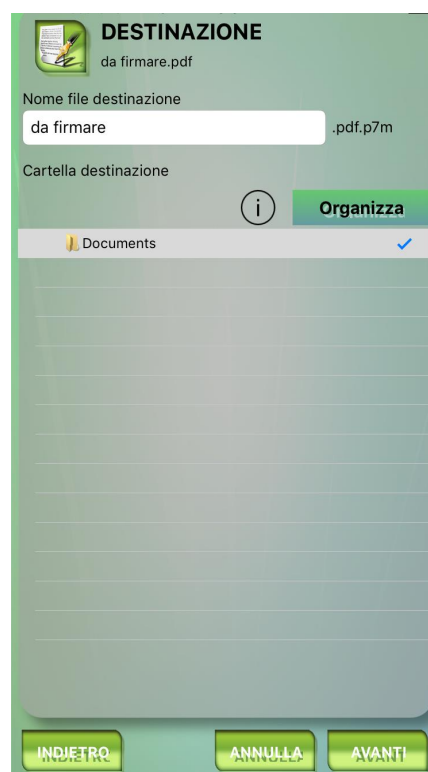 DESTINAZIONE
da firmare.pdf
Nome file destinazione
da firmare .pdf.p7m
Cartella destinazione
i Organizza
Documents
INDIETRO ANNULLA AVANTI